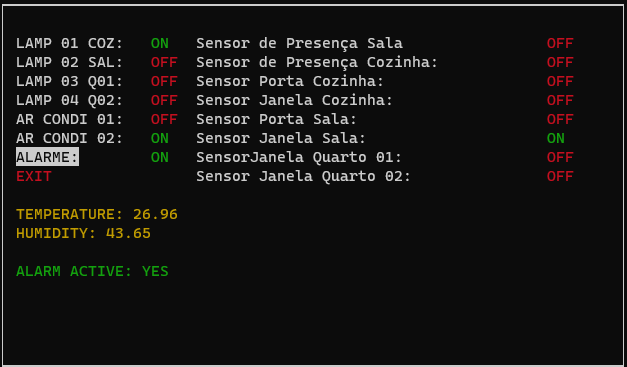 LAMP 01 COZ: ON Sensor de Presença Sala OFF
LAMP 02 SAL: OFF Sensor de Presença Cozinha: OFF
LAMP 03 Q01: OFF Sensor Porta Cozinha: OFF
LAMP 04 Q02: OFF Sensor Janela Cozinha: OFF
AR CONDI 01: OFF Sensor Porta Sala: OFF
AR CONDI 02: ON Sensor Janela Sala: ON
ALARME: ON SensorJanela Quarto 01: OFF
EXIT Sensor Janela Quarto 02: OFF
TEMPERATURE: 26.96
HUMIDITY: 43.65
ALARM ACTIVE: YES